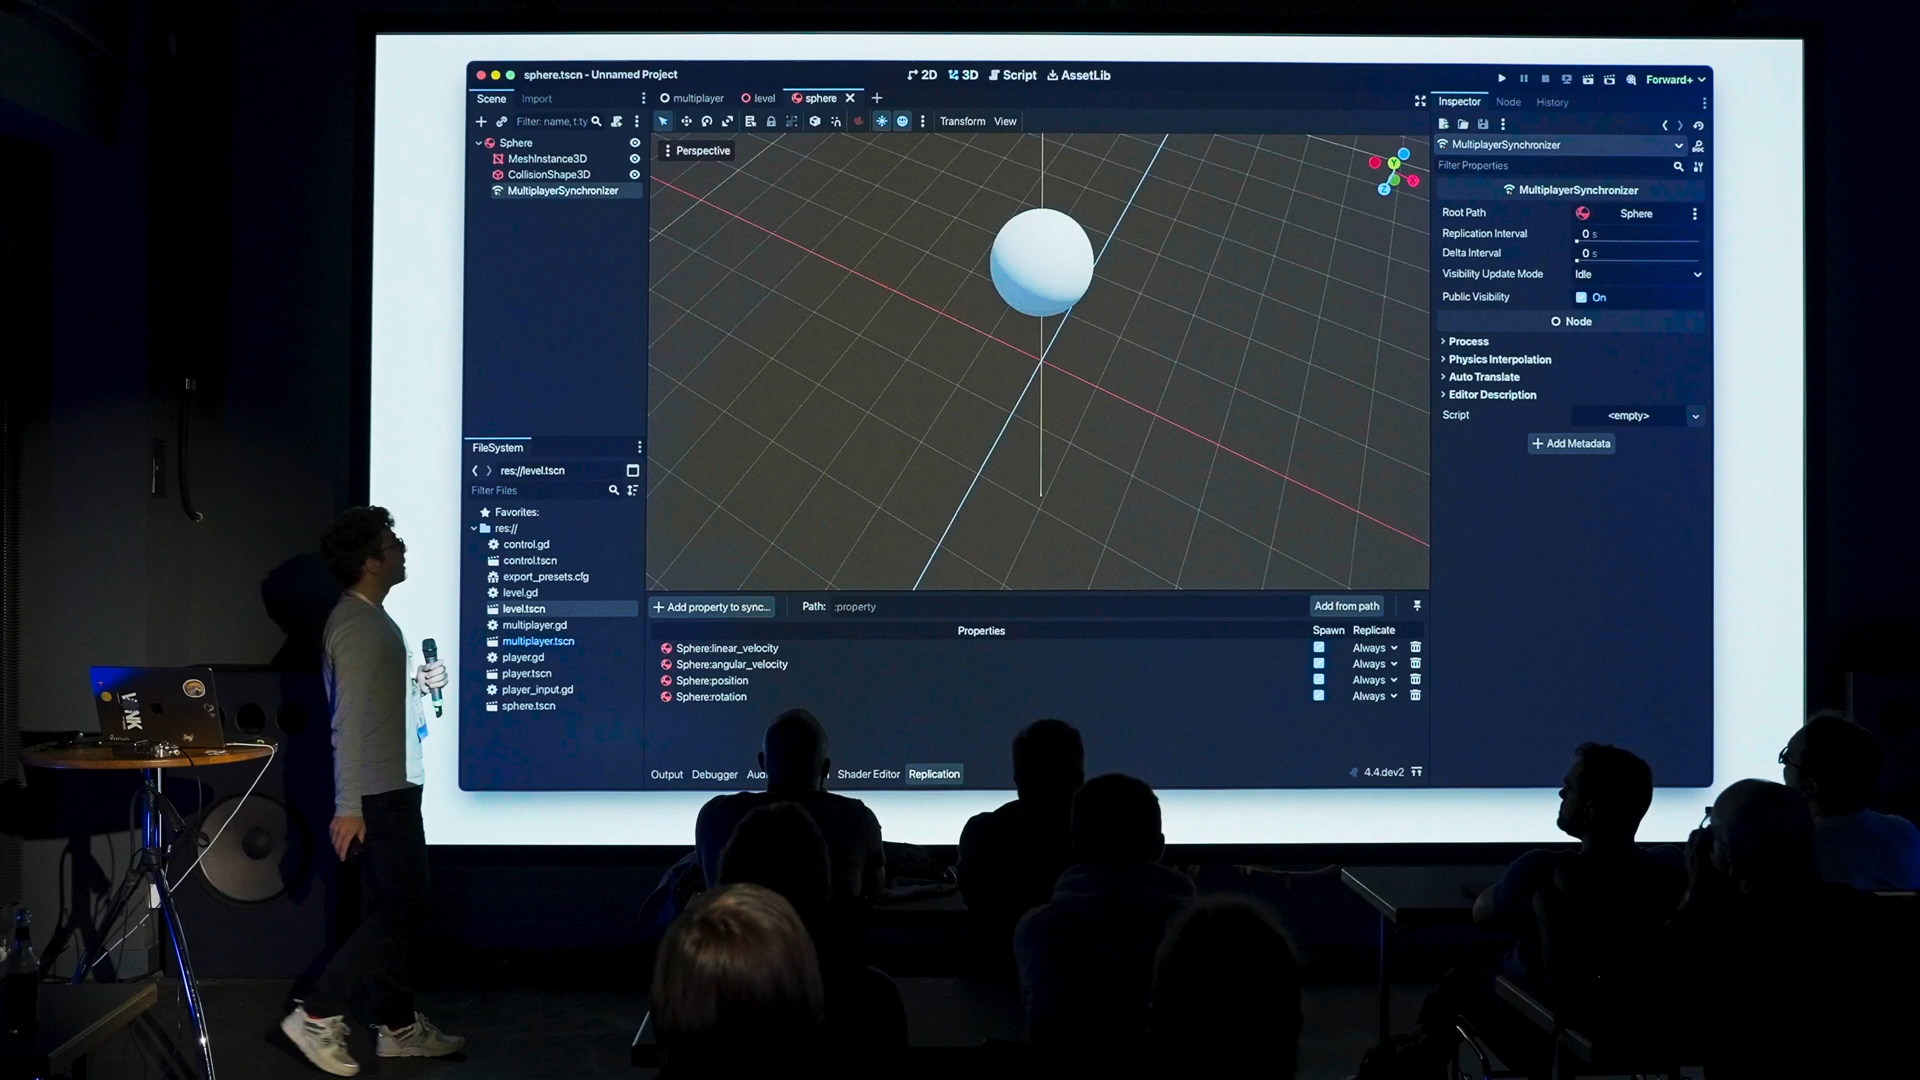 sphere.tscn - Unnamed Project
2D 3D Script AssetLib
Forward+
Scene Import
multiplayer level sphere
Inspector Node History
Filter: name, t:ty
Transform View
Perspective
Sphere
MeshInstance3D
CollisionShape3D
MultiplayerSynchronizer
Y
X
Z
MultiplayerSynchronizer
Filter Properties
MultiplayerSynchronizer
Root Path Sphere
Replication Interval 0 s
Delta Interval 0 s
Visibility Update Mode Idle
Public Visibility On
Node
Process
Physics Interpolation
Auto Translate
Editor Description
Script <empty>
Add Metadata
FileSystem
res://level.tscn
Filter Files
Favorites:
res://
control.gd
control.tscn
export_presets.cfg
level.gd
level.tscn
multiplayer.gd
multiplayer.tscn
player.gd
player.tscn
player_input.gd
sphere.tscn
Add property to sync... Path: :property Add from path
Properties Spawn Replicate
Sphere:linear_velocity Always
Sphere:angular_velocity Always
Sphere:position Always
Sphere:rotation Always
Output Debugger Shader Editor Replication
4.4.dev2